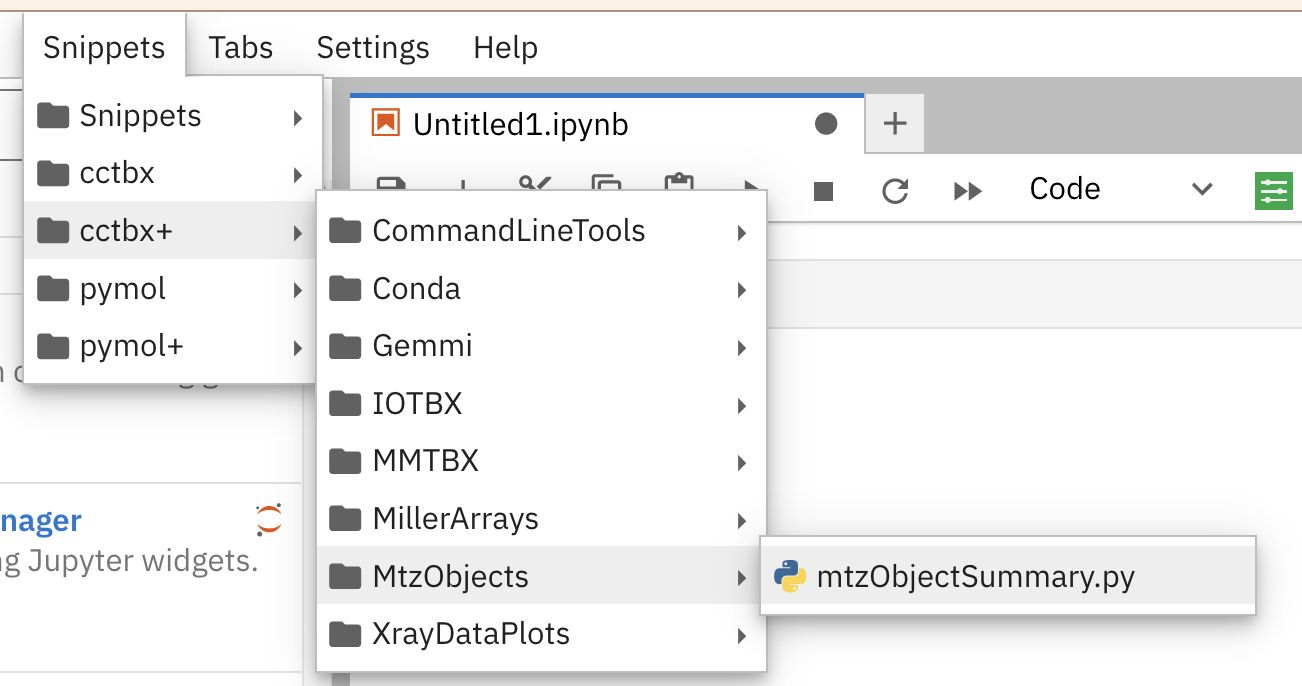 Snippets Tabs Settings Help
Snippets
cctbx
cctbx+
pymol
pymol+
Untitled1.ipynb
Code
CommandLineTools
Conda
Gemmi
IOTBX
MMTBX
MillerArrays
MtzObjects
XrayDataPlots
mtzObjectSummary.py
nager
ng Jupyter widgets.